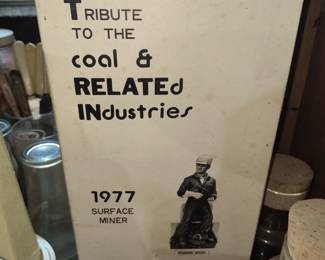 TRIBUTE
TO THE
coal &
RELATEd
INdustries
1977
SURFACE
MINER